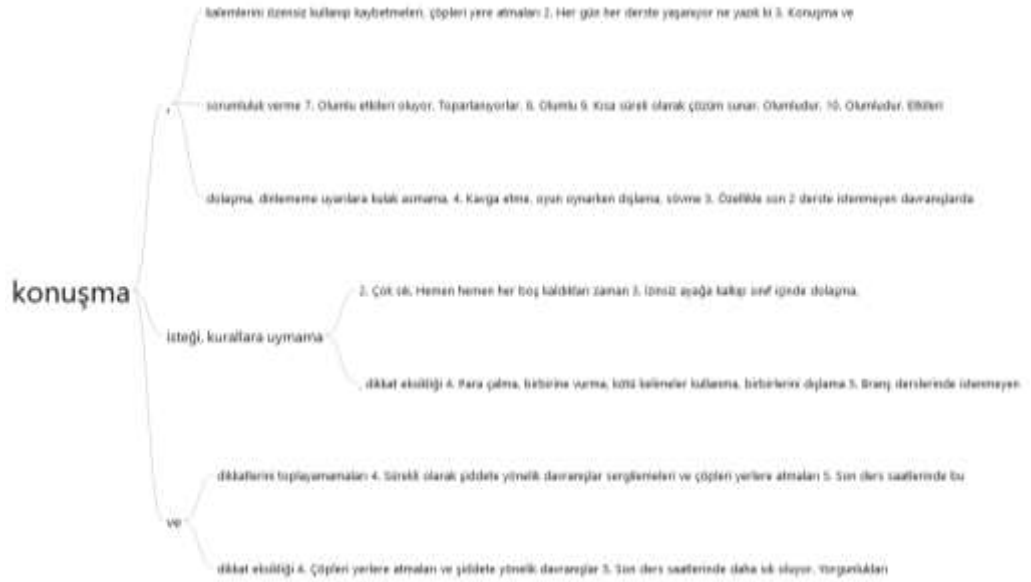 kalemlerini özensiz kullanıp kaybetmeleri, çöpleri yere atmaları 2. Her gün her derste yaşanıyor ne yazık ki 3. Konuşma ve
,
sorumluluk verme 7. Olumlu etkileri oluyor. Toparlanıyorlar. 8. Olumlu 9. Kısa süreli olarak çözüm sunar. Olumludur. 10. Olumludur. Etkileri
dolaşma, dinlememe uyarılara kulak asmama. 4. Kavga etme, oyun oynarken dışlama, sövme 5. Özellikle son 2 derste istenmeyen davranışlarda
konuşma
2. Çok sık. Hemen hemen her boş kaldıkları zaman 3. İzinsiz ayağa kalkıp sınıf içinde dolaşma,
isteği, kurallara uymama
, dikkat eksikliği 4. Para çalma, birbirine vurma, kötü kelimeler kullanma, birbirlerini dışlama 5. Branş derslerinde istenmeyen
dikkatlerini toplayamamaları 4. Sürekli olarak şiddete yönelik davranışlar sergilemeleri ve çöpleri yerlere atmaları 5. Son ders saatlerinde bu
ve
dikkat eksikliği 4. Çöpleri yerlere atmaları ve şiddete yönelik davranışlar 5. Son ders saatlerinde daha sık oluyor. Yorgunlukları